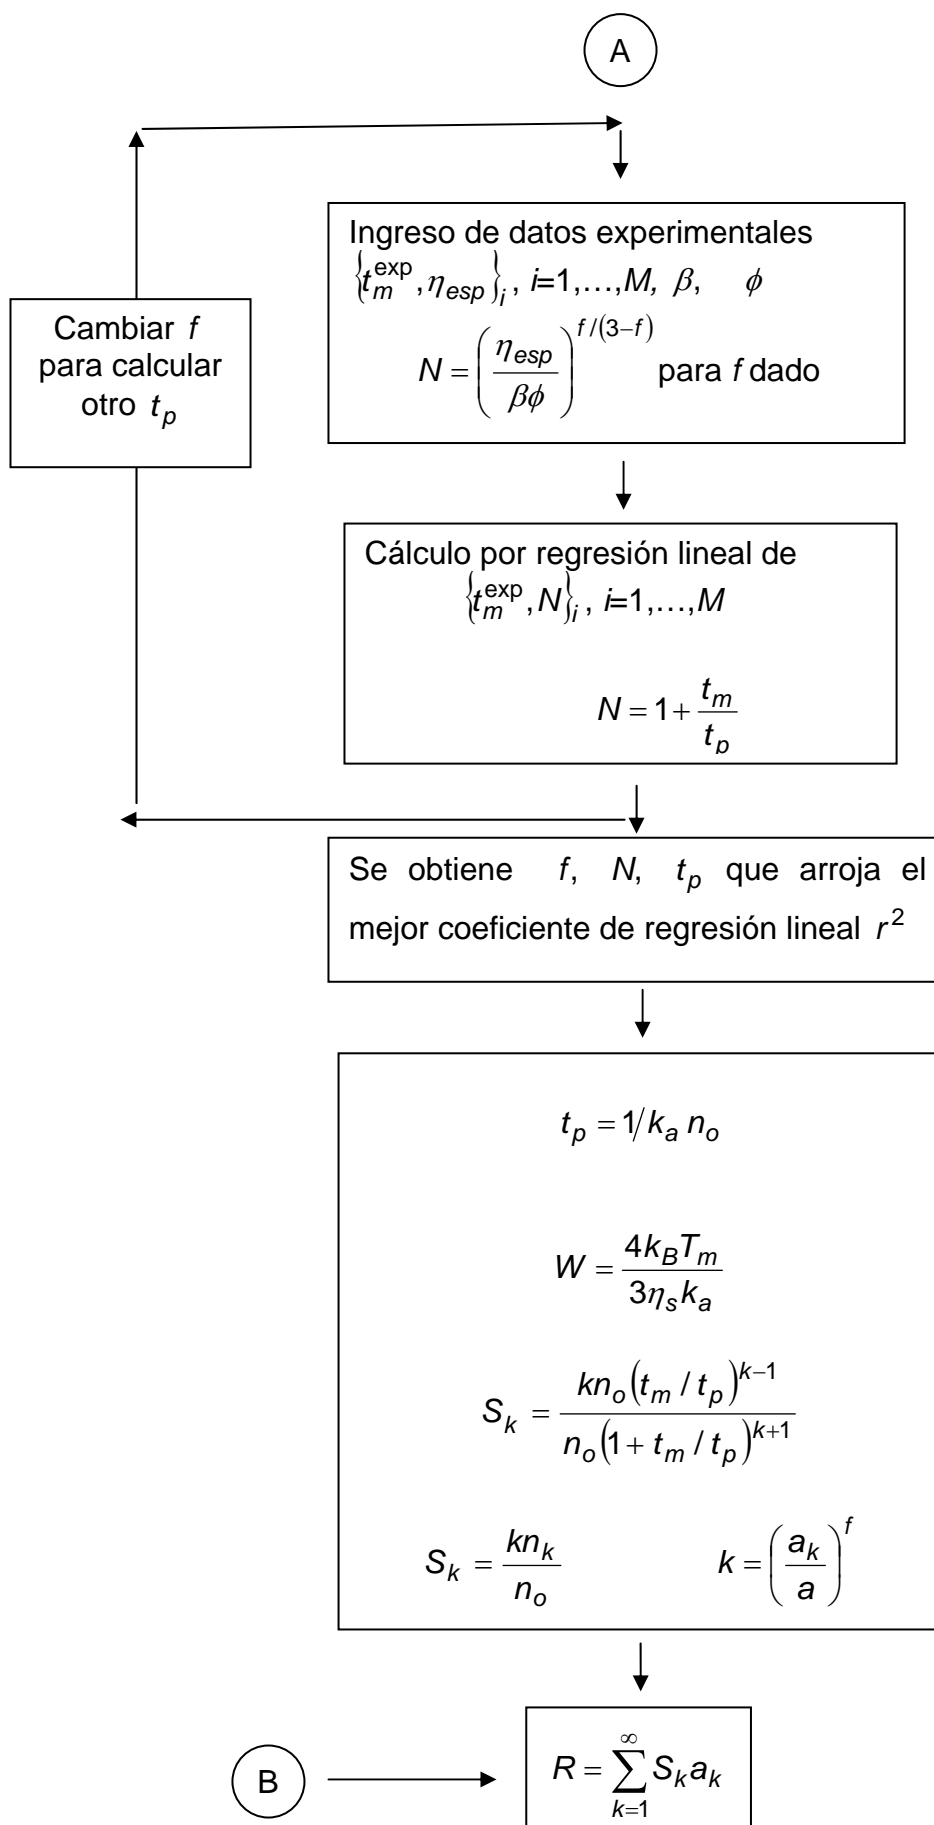 A
Ingreso de datos experimentales
{t_m^exp, η_esp}_i, i=1,...,M, β, ϕ
N = (η_esp / βϕ)^{f/(3−f)} para f dado
Cambiar f
para calcular
otro t_p
Cálculo por regresión lineal de
{t_m^exp, N}_i, i=1,...,M
N = 1 + t_m / t_p
Se obtiene f, N, t_p que arroja el
mejor coeficiente de regresión lineal r^2
t_p = 1/k_a n_o
W = 4k_B T_m / 3η_s k_a
S_k = kn_o(t_m / t_p)^{k−1} / n_o(1 + t_m / t_p)^{k+1}
S_k = kn_k / n_o k = (a_k / a)^f
B
R = ∑_{k=1}^∞ S_k a_k